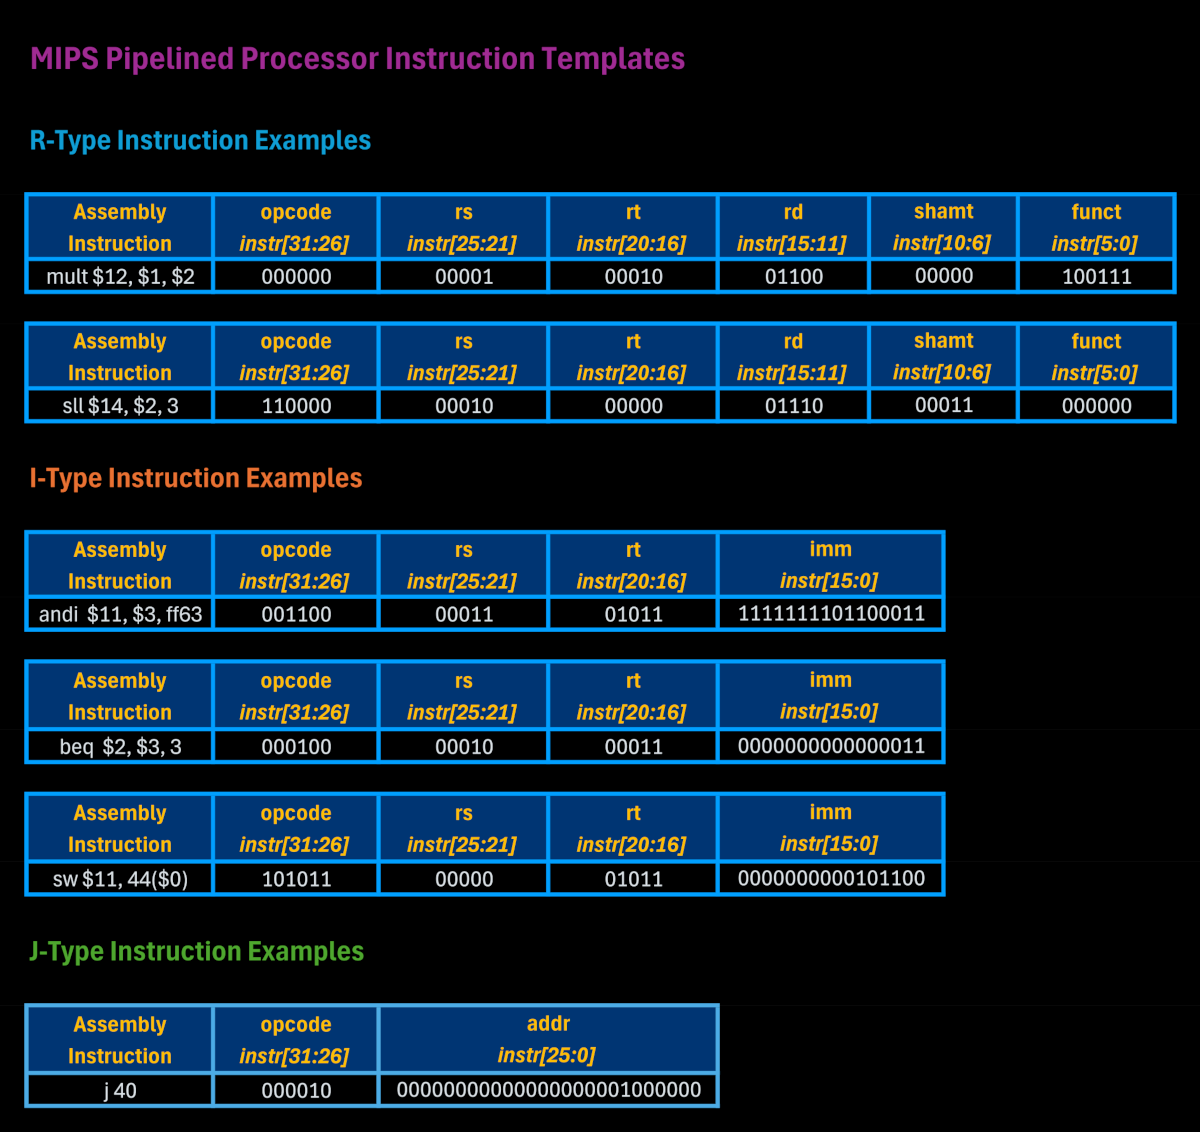 MIPS Pipelined Processor Instruction Templates
R-Type Instruction Examples
Assembly opcode rs rt rd shamt funct
Instruction instr[31:26] instr[25:21] instr[20:16] instr[15:11] instr[10:6] instr[5:0]
mult $12, $1, $2 000000 00001 00010 01100 00000 100111
Assembly opcode rs rt rd shamt funct
Instruction instr[31:26] instr[25:21] instr[20:16] instr[15:11] instr[10:6] instr[5:0]
sll $14, $2, 3 110000 00010 00000 01110 00011 000000
I-Type Instruction Examples
Assembly opcode rs rt imm
Instruction instr[31:26] instr[25:21] instr[20:16] instr[15:0]
andi $11, $3, ff63 001100 00011 01011 1111111101100011
Assembly opcode rs rt imm
Instruction instr[31:26] instr[25:21] instr[20:16] instr[15:0]
beq $2, $3, 3 000100 00010 00011 0000000000000011
Assembly opcode rs rt imm
Instruction instr[31:26] instr[25:21] instr[20:16] instr[15:0]
sw $11, 44($0) 101011 00000 01011 0000000000101100
J-Type Instruction Examples
Assembly opcode addr
Instruction instr[31:26] instr[25:0]
j 40 000010 00000000000000000001000000